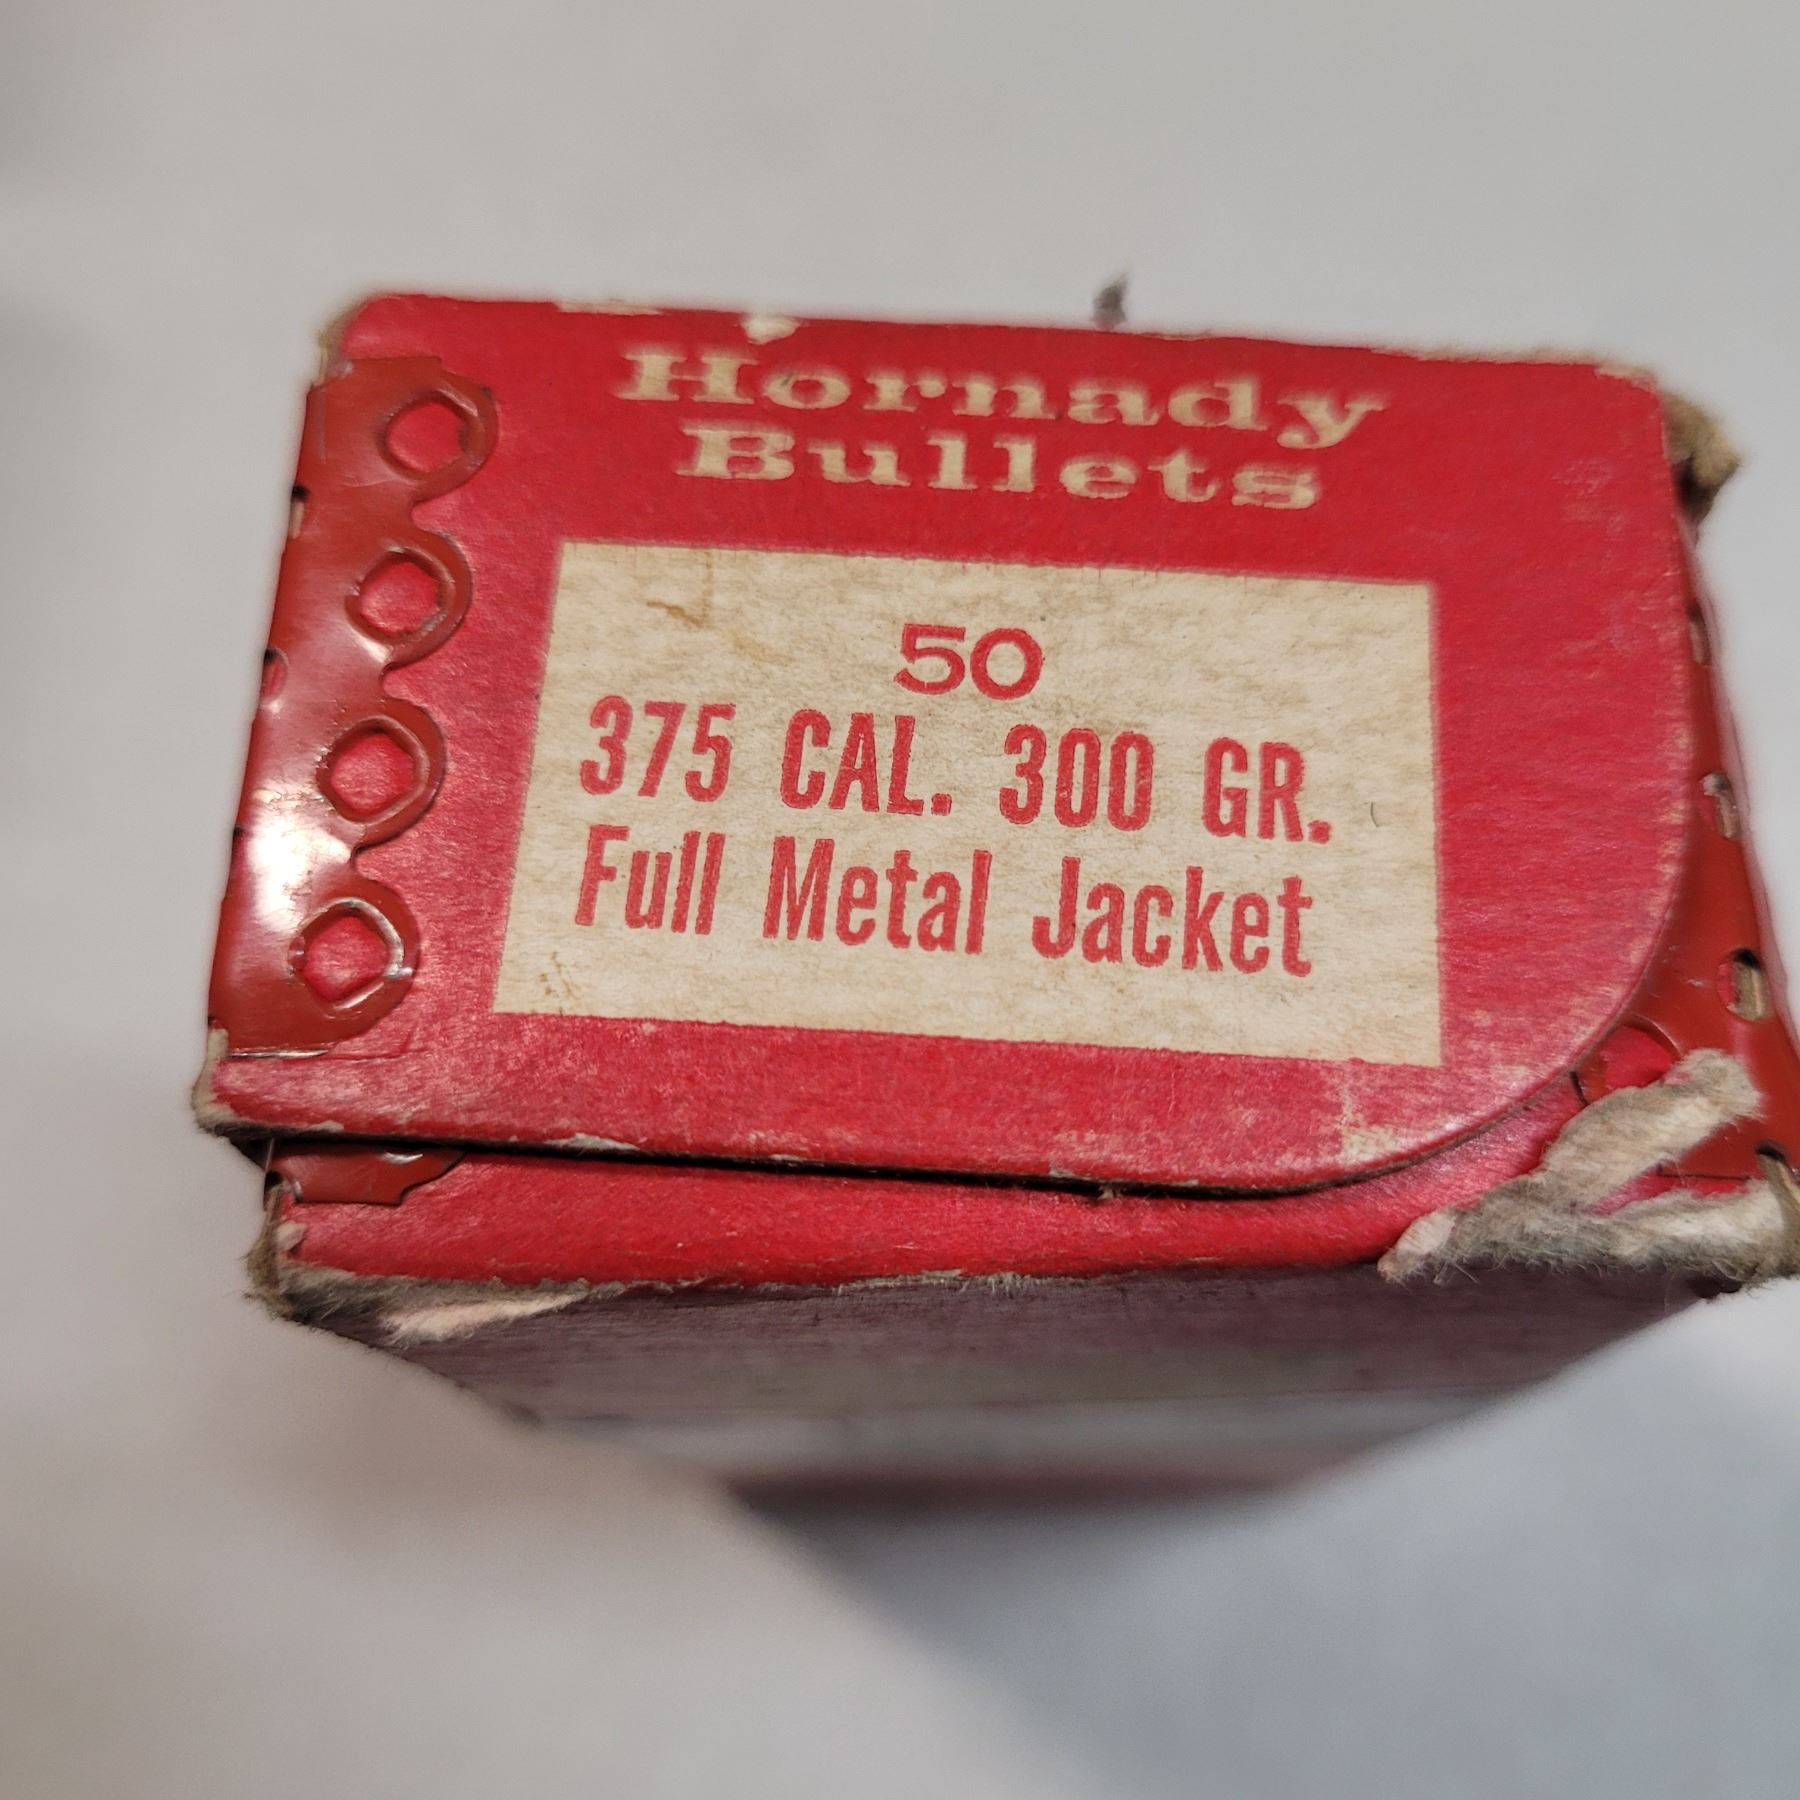 Hornady
Bullets
50
375 CAL. 300 GR.
Full Metal Jacket